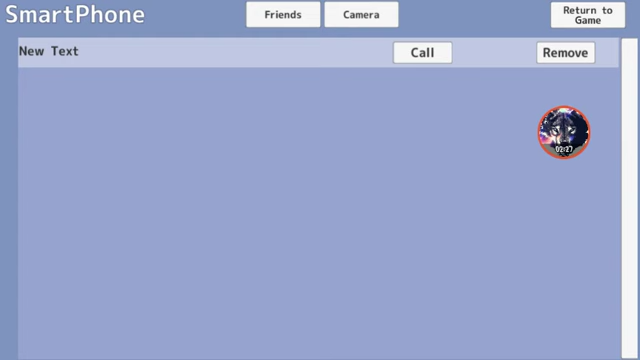 SmartPhone
Friends
Camera
Return to
Game
New Text
Call
Remove
02:27